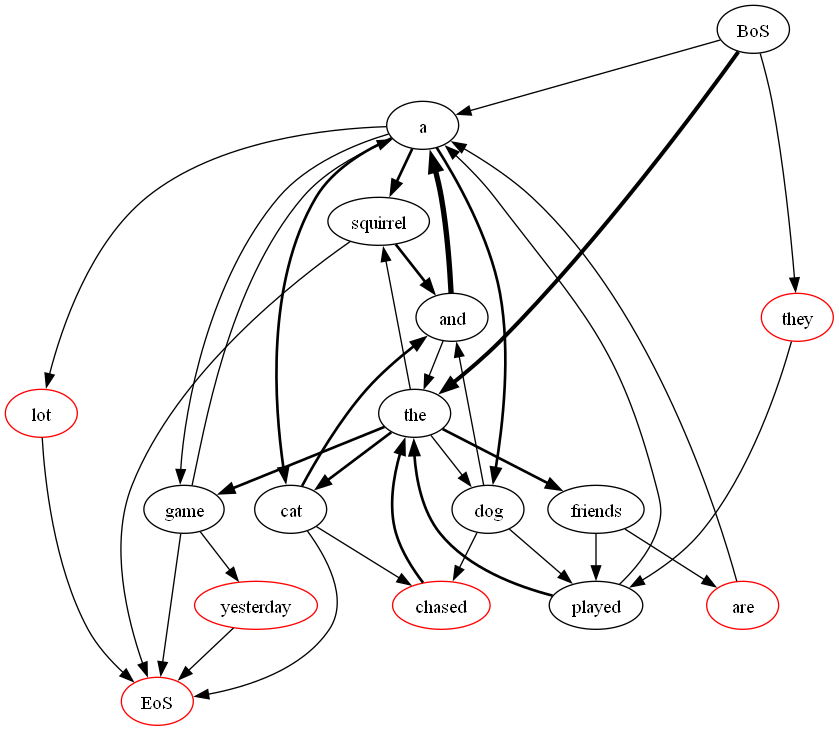 BoS
a
squirrel
and
they
the
lot
game
cat
dog
friends
yesterday
chased
played
are
EoS